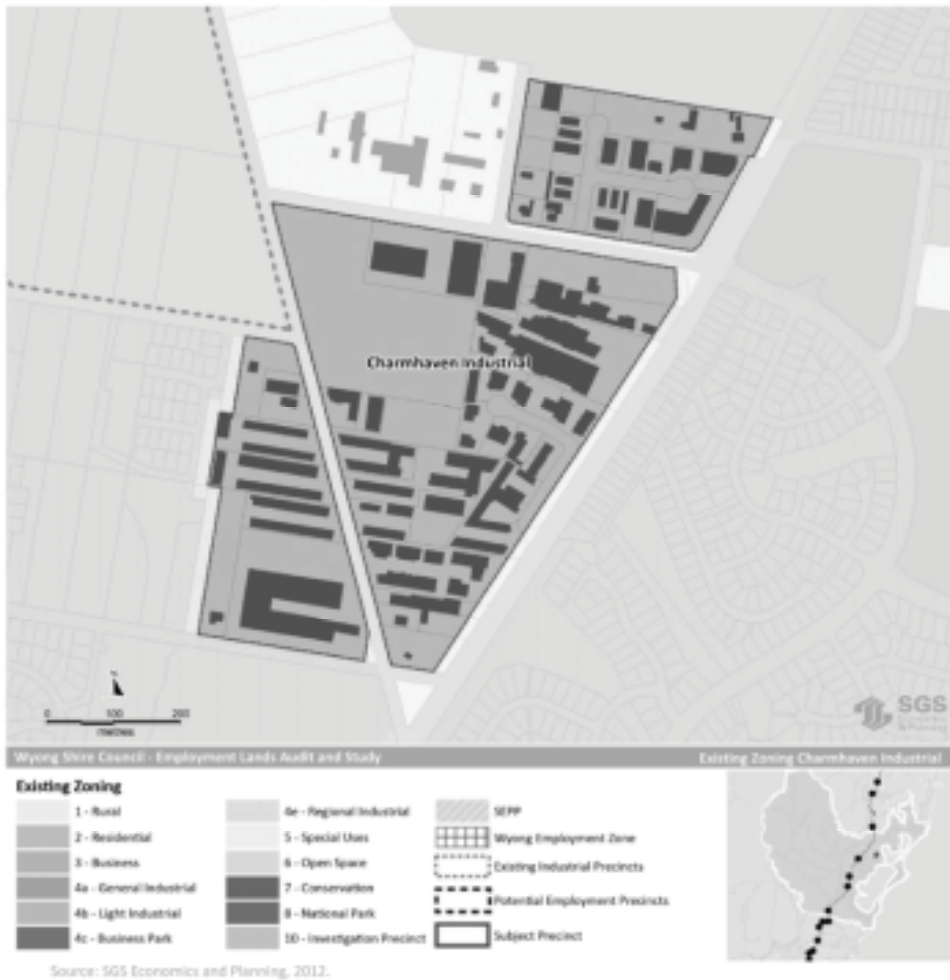 Charmhaven Industrial
0 100 200
metres
SGS
Wyong Shire Council - Employment Lands Audit and Study
Existing Zoning Charmhaven Industrial
Existing Zoning
1 - Rural
2 - Residential
3 - Business
4a - General Industrial
4b - Light Industrial
4c - Business Park
4e - Regional Industrial
5 - Special Uses
6 - Open Space
7 - Conservation
8 - National Park
10 - Investigation Precinct
SEPP
Wyong Employment Zone
Existing Industrial Precincts
Potential Employment Precincts
Subject Precinct
Source: SGS Economics and Planning, 2012.